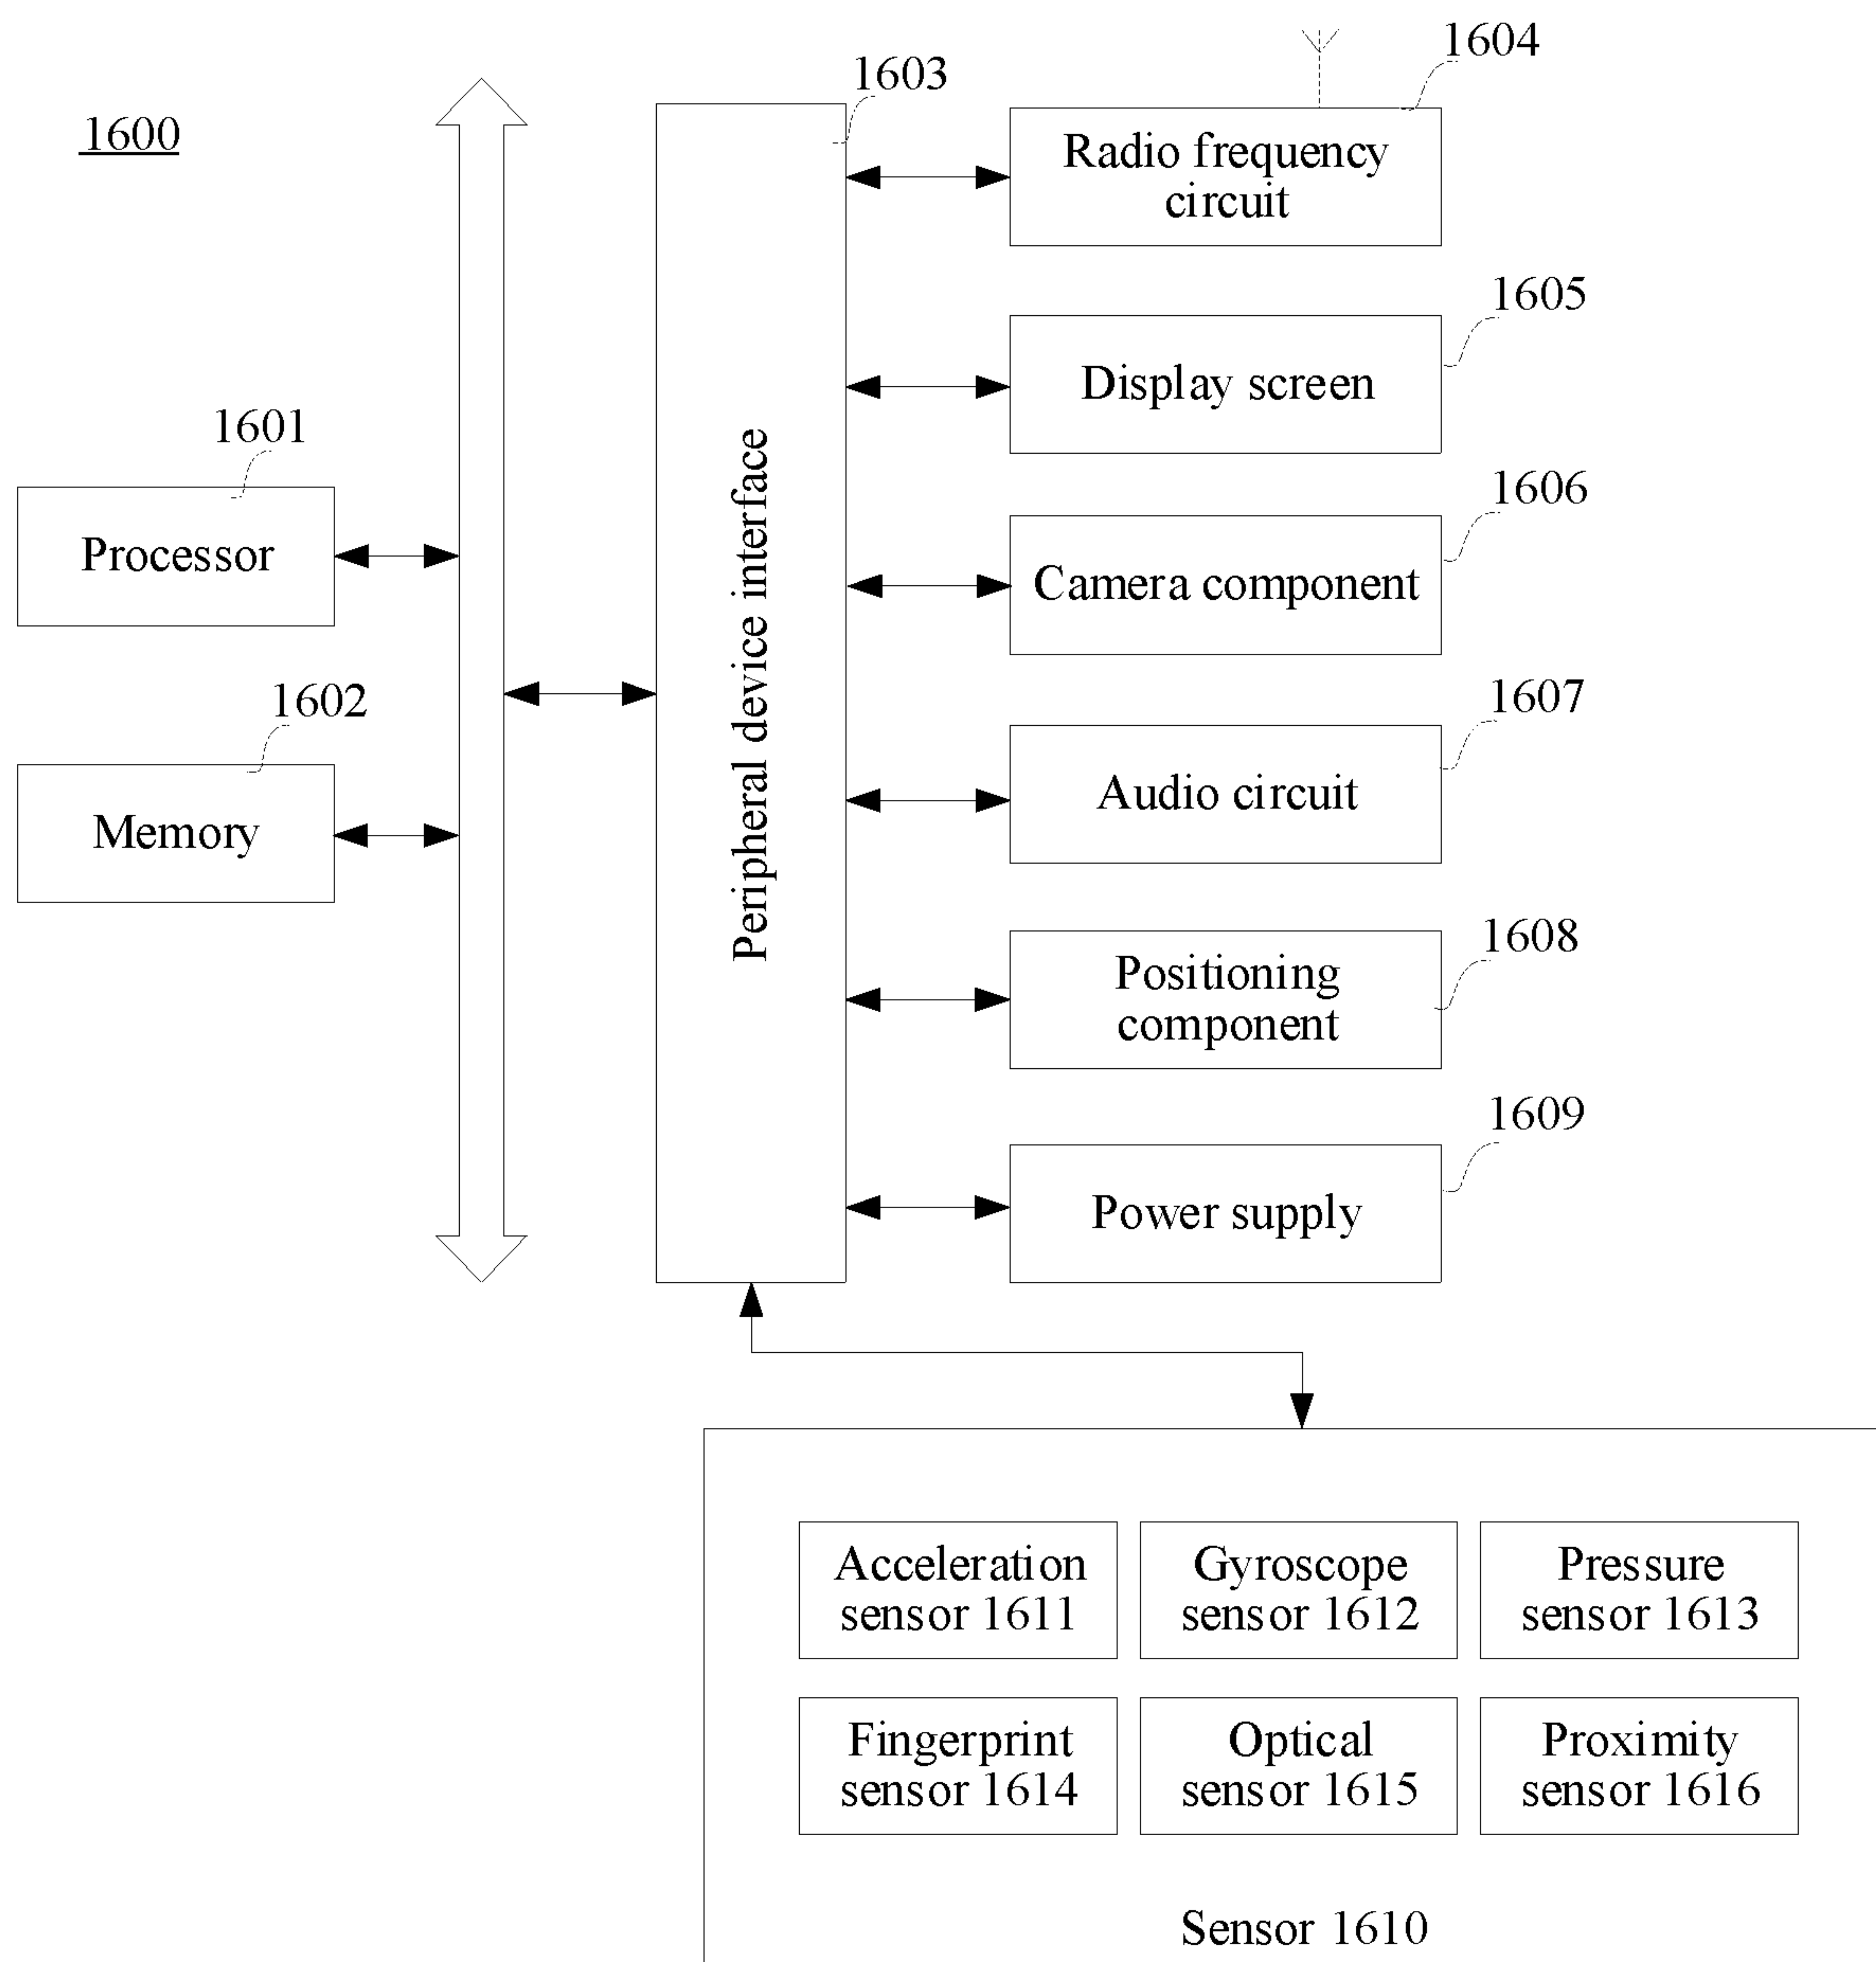 1600
1601
Processor
1602
Memory
1603
Peripheral device interface
1604
Radio frequency
circuit
1605
Display screen
1606
Camera component
1607
Audio circuit
1608
Positioning
component
1609
Power supply
Acceleration
sensor 1611
Gyroscope
sensor 1612
Pressure
sensor 1613
Fingerprint
sensor 1614
Optical
sensor 1615
Proximity
sensor 1616
Sensor 1610